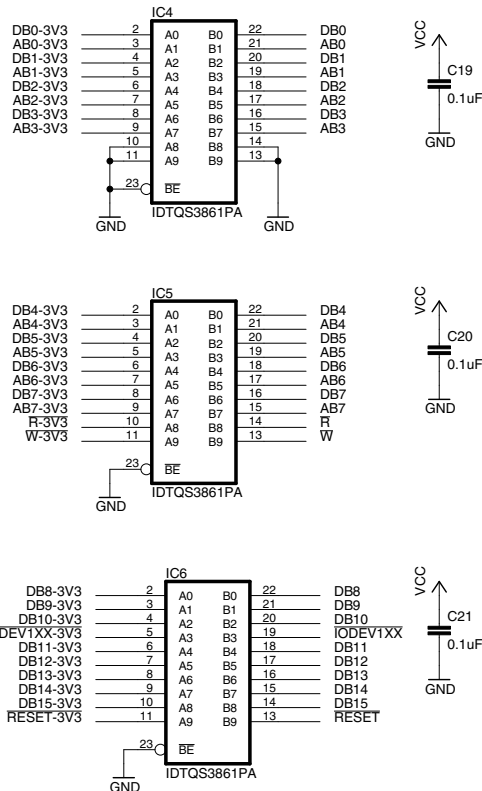 IC4
DB0-3V3 2 A0 B0 22 DB0
AB0-3V3 3 A1 B1 21 AB0
DB1-3V3 4 A2 B2 20 DB1
AB1-3V3 5 A3 B3 19 AB1
DB2-3V3 6 A4 B4 18 DB2
AB2-3V3 7 A5 B5 17 AB2
DB3-3V3 8 A6 B6 16 DB3
AB3-3V3 9 A7 B7 15 AB3
10 A8 B8 14
11 A9 B9 13
23 BE
GND GND
IDTQS3861PA
VCC
C19
0.1uF
GND
IC5
DB4-3V3 2 A0 B0 22 DB4
AB4-3V3 3 A1 B1 21 AB4
DB5-3V3 4 A2 B2 20 DB5
AB5-3V3 5 A3 B3 19 AB5
DB6-3V3 6 A4 B4 18 DB6
AB6-3V3 7 A5 B5 17 AB6
DB7-3V3 8 A6 B6 16 DB7
AB7-3V3 9 A7 B7 15 AB7
R-3V3 10 A8 B8 14 R
W-3V3 11 A9 B9 13 W
23 BE
GND
IDTQS3861PA
VCC
C20
0.1uF
GND
IC6
DB8-3V3 2 A0 B0 22 DB8
DB9-3V3 3 A1 B1 21 DB9
DB10-3V3 4 A2 B2 20 DB10
DEV1XX-3V3 5 A3 B3 19 IODEV1XX
DB11-3V3 6 A4 B4 18 DB11
DB12-3V3 7 A5 B5 17 DB12
DB13-3V3 8 A6 B6 16 DB13
DB14-3V3 9 A7 B7 15 DB14
DB15-3V3 10 A8 B8 14 DB15
RESET-3V3 11 A9 B9 13 RESET
23 BE
GND
IDTQS3861PA
VCC
C21
0.1uF
GND